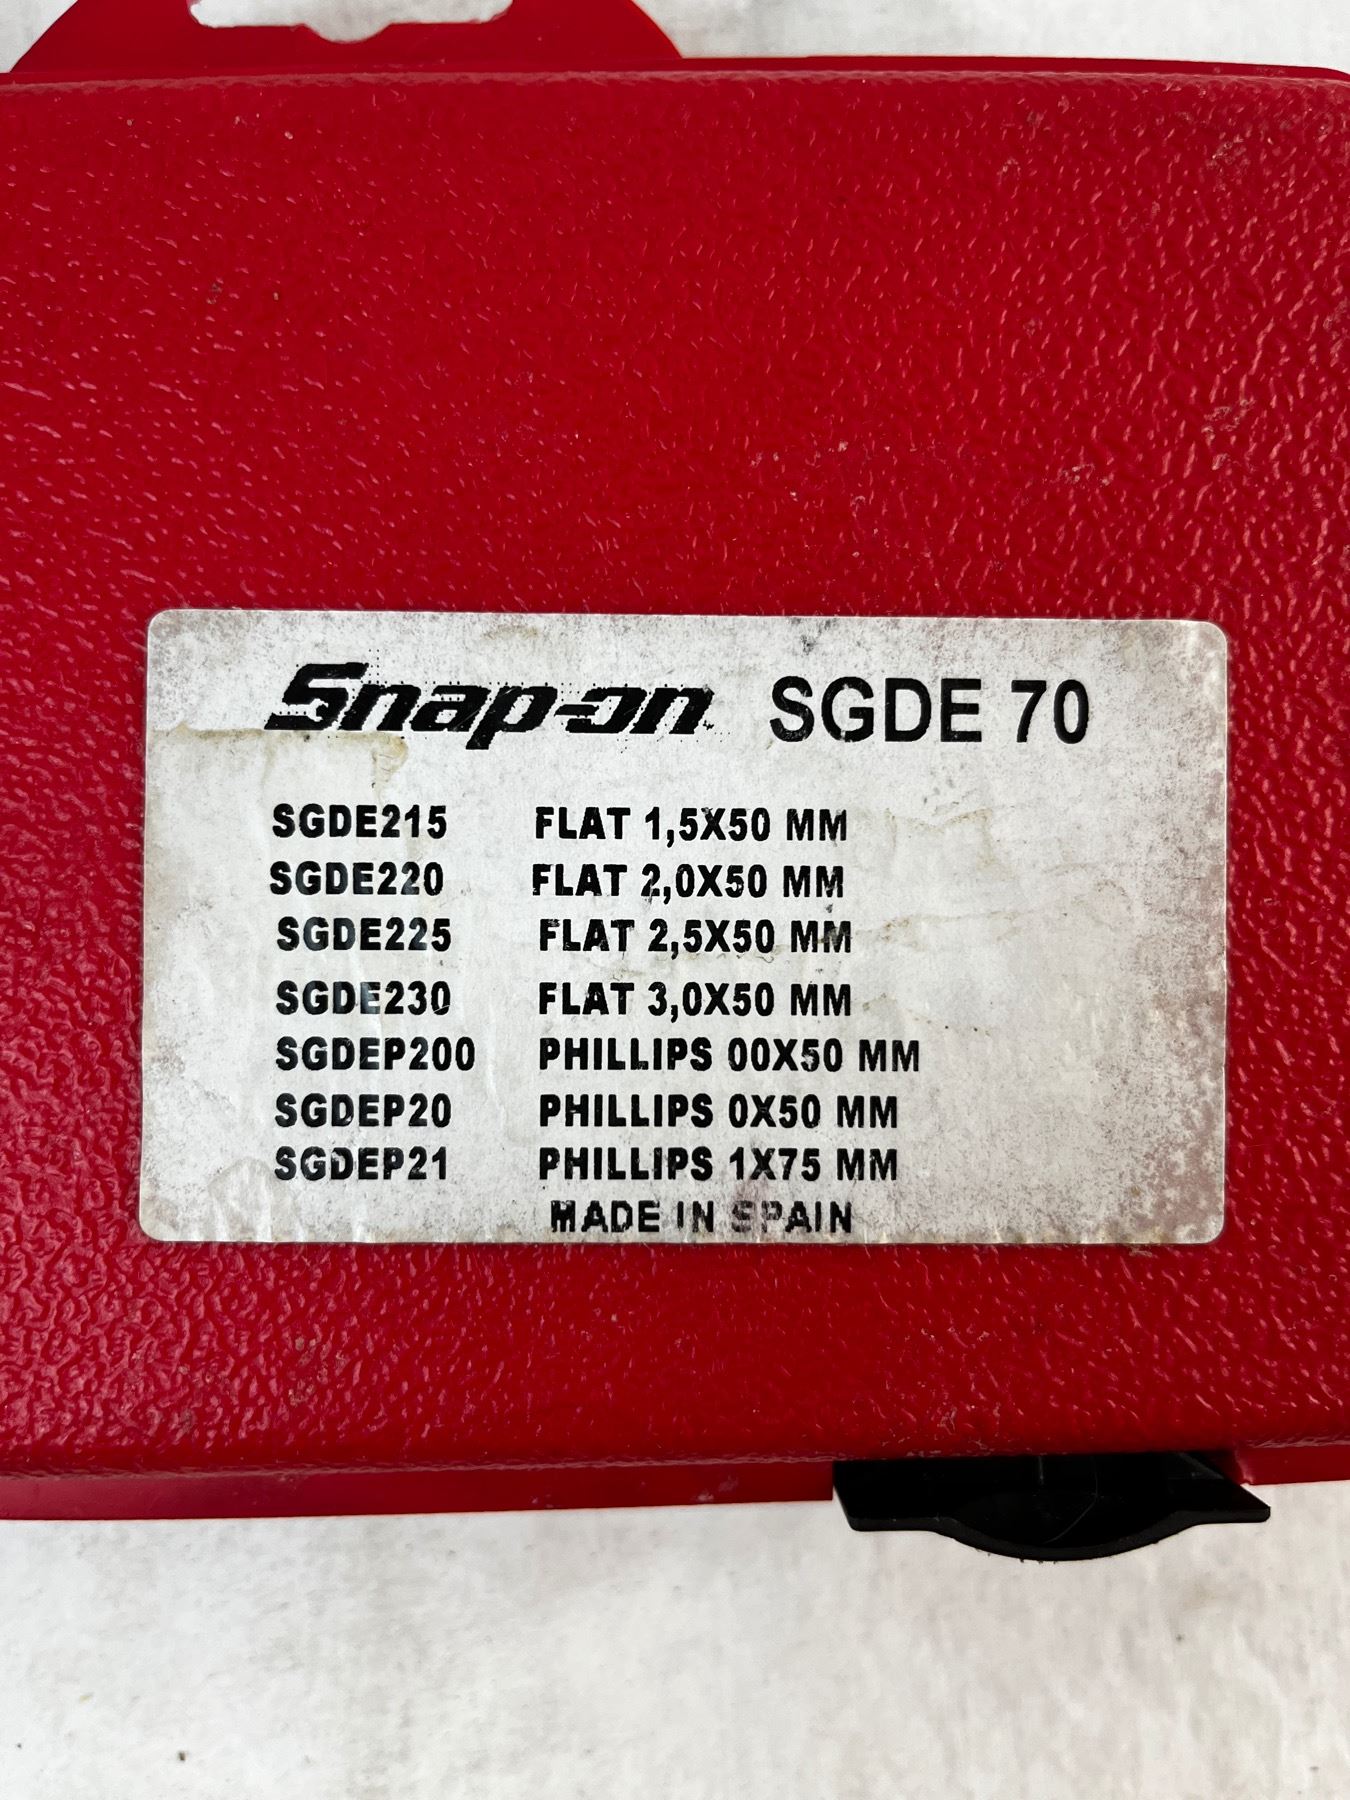 Snap-on SGDE 70
SGDE215 FLAT 1,5X50 MM
SGDE220 FLAT 2,0X50 MM
SGDE225 FLAT 2,5X50 MM
SGDE230 FLAT 3,0X50 MM
SGDEP200 PHILLIPS 00X50 MM
SGDEP20 PHILLIPS 0X50 MM
SGDEP21 PHILLIPS 1X75 MM
MADE IN SPAIN